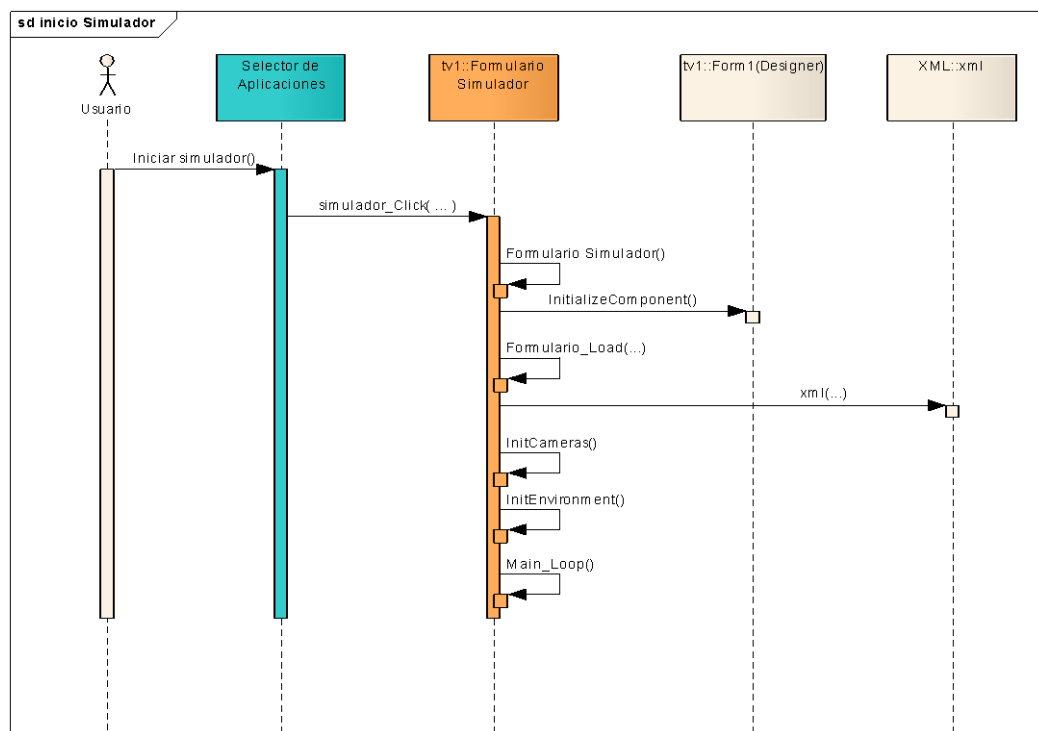 sd inicio Simulador
Usuario
Selector de
Aplicaciones
tv1::Formulario
Simulador
tv1::Form1(Designer)
XML::xml
Iniciar simulador()
simulador_Click( ... )
Formulario Simulador()
InitializeComponent()
Formulario_Load(...)
xml(...)
InitCameras()
InitEnvironment()
Main_Loop()